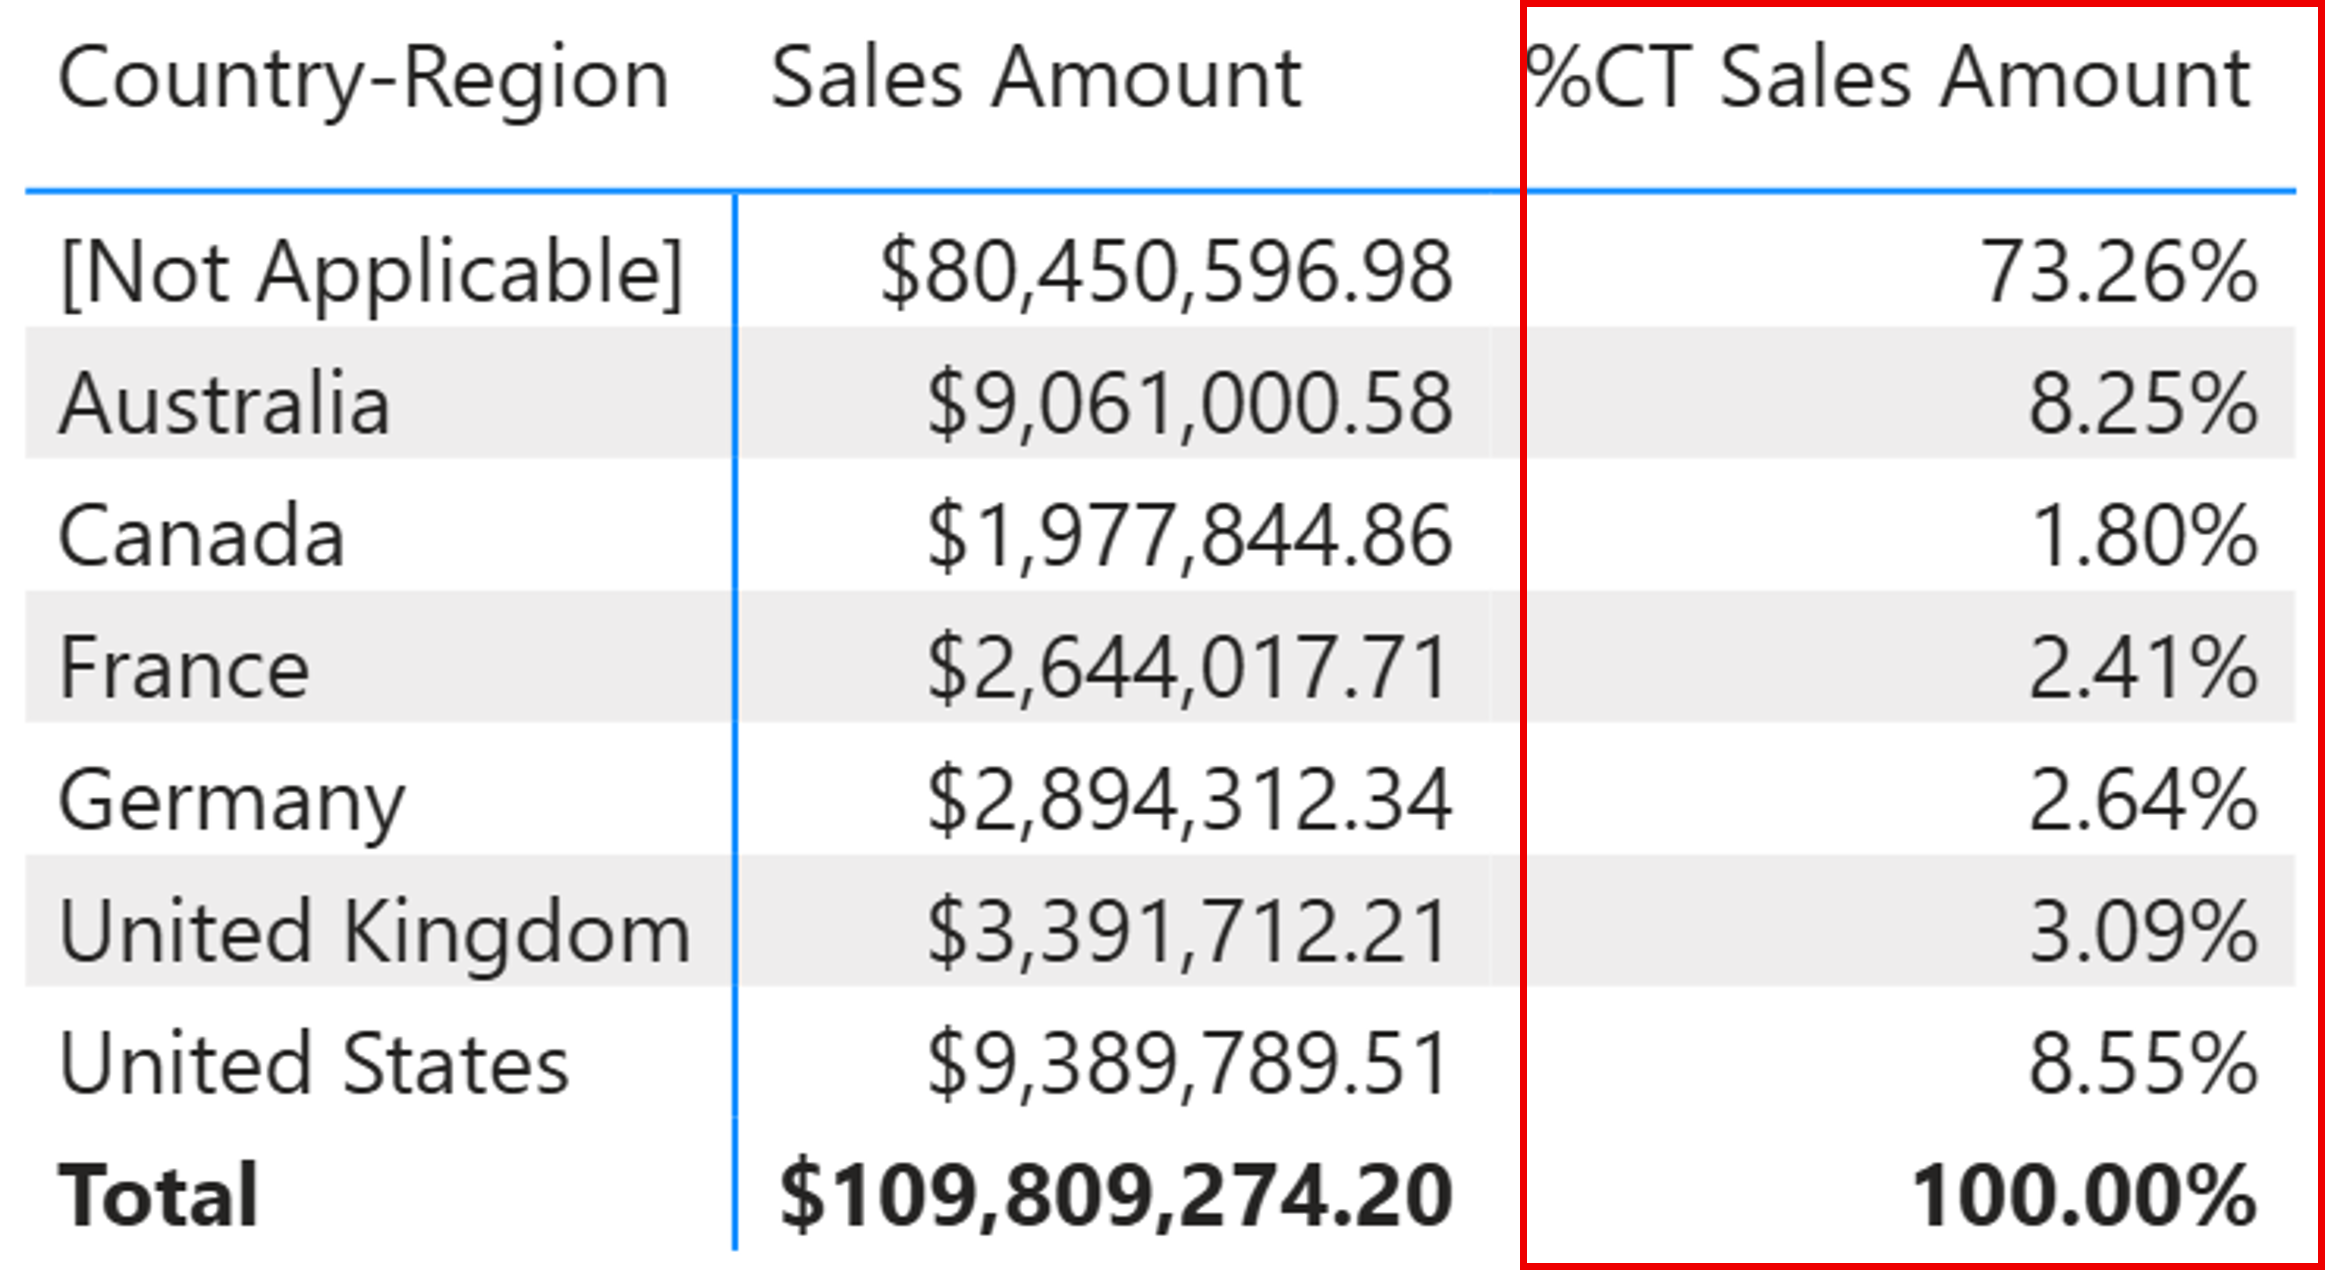 Country-Region Sales Amount %CT Sales Amount
[Not Applicable] $80,450,596.98 73.26%
Australia $9,061,000.58 8.25%
Canada $1,977,844.86 1.80%
France $2,644,017.71 2.41%
Germany $2,894,312.34 2.64%
United Kingdom $3,391,712.21 3.09%
United States $9,389,789.51 8.55%
Total $109,809,274.20 100.00%